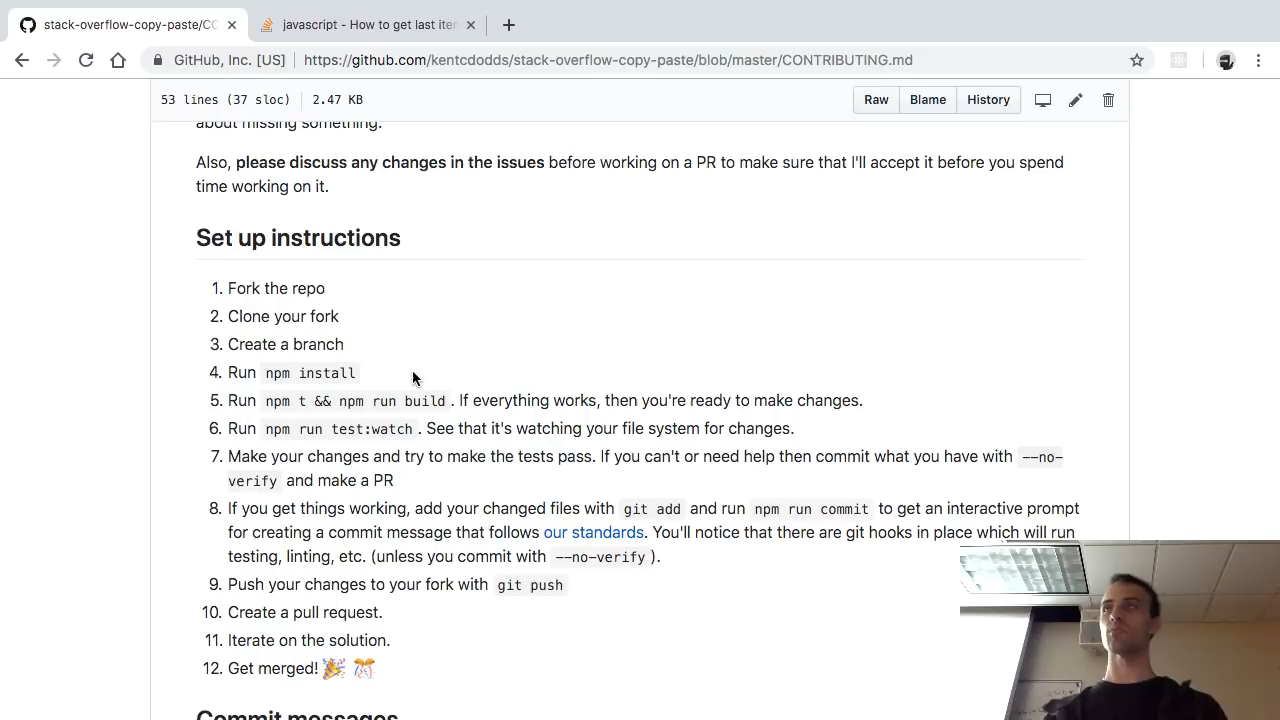 stack-overflow-copy-paste/CC
javascript - How to get last iter
GitHub, Inc. [US]
https://github.com/kentcdodds/stack-overflow-copy-paste/blob/master/CONTRIBUTING.md
53 lines (37 sloc) 2.47 KB
Raw Blame History
about missing something.
Also, please discuss any changes in the issues before working on a PR to make sure that I'll accept it before you spend
time working on it.
Set up instructions
1. Fork the repo
2. Clone your fork
3. Create a branch
4. Run npm install
5. Run npm t && npm run build . If everything works, then you're ready to make changes.
6. Run npm run test:watch . See that it's watching your file system for changes.
7. Make your changes and try to make the tests pass. If you can't or need help then commit what you have with --no-
verify and make a PR
8. If you get things working, add your changed files with git add and run npm run commit to get an interactive prompt
for creating a commit message that follows our standards. You'll notice that there are git hooks in place which will run
testing, linting, etc. (unless you commit with --no-verify ).
9. Push your changes to your fork with git push
10. Create a pull request.
11. Iterate on the solution.
12. Get merged! 🎉 🎊
Commit messages